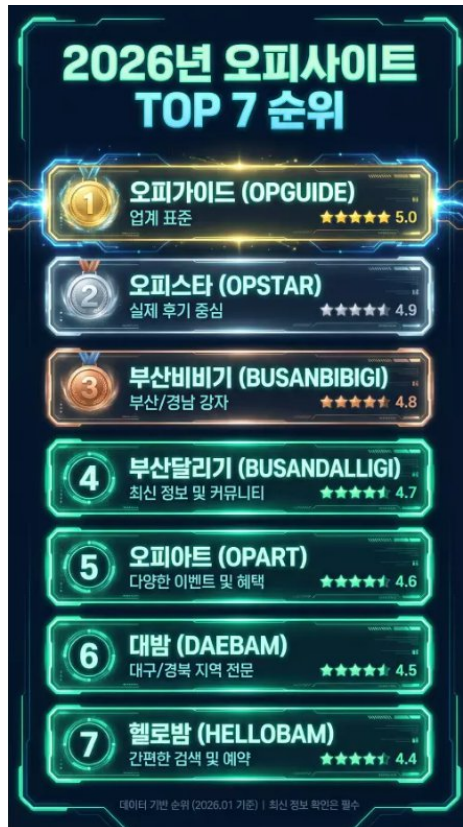 2026년 오피사이트
TOP 7 순위
1
오피가이드 (OPGUIDE)
업계 표준
5.0
2
오피스타 (OPSTAR)
실제 후기 중심
4.9
3
부산비비기 (BUSANBIBIGI)
부산/경남 강자
4.8
4
부산달리기 (BUSANDALLIGI)
최신 정보 및 커뮤니티
4.7
5
오피아트 (OPART)
다양한 이벤트 및 혜택
4.6
6
대밤 (DAEBAM)
대구/경북 지역 전문
4.5
7
헬로밤 (HELLOBAM)
간편한 검색 및 예약
4.4
데이터 기반 순위 (2026.01 기준) | 최신 정보 확인은 필수